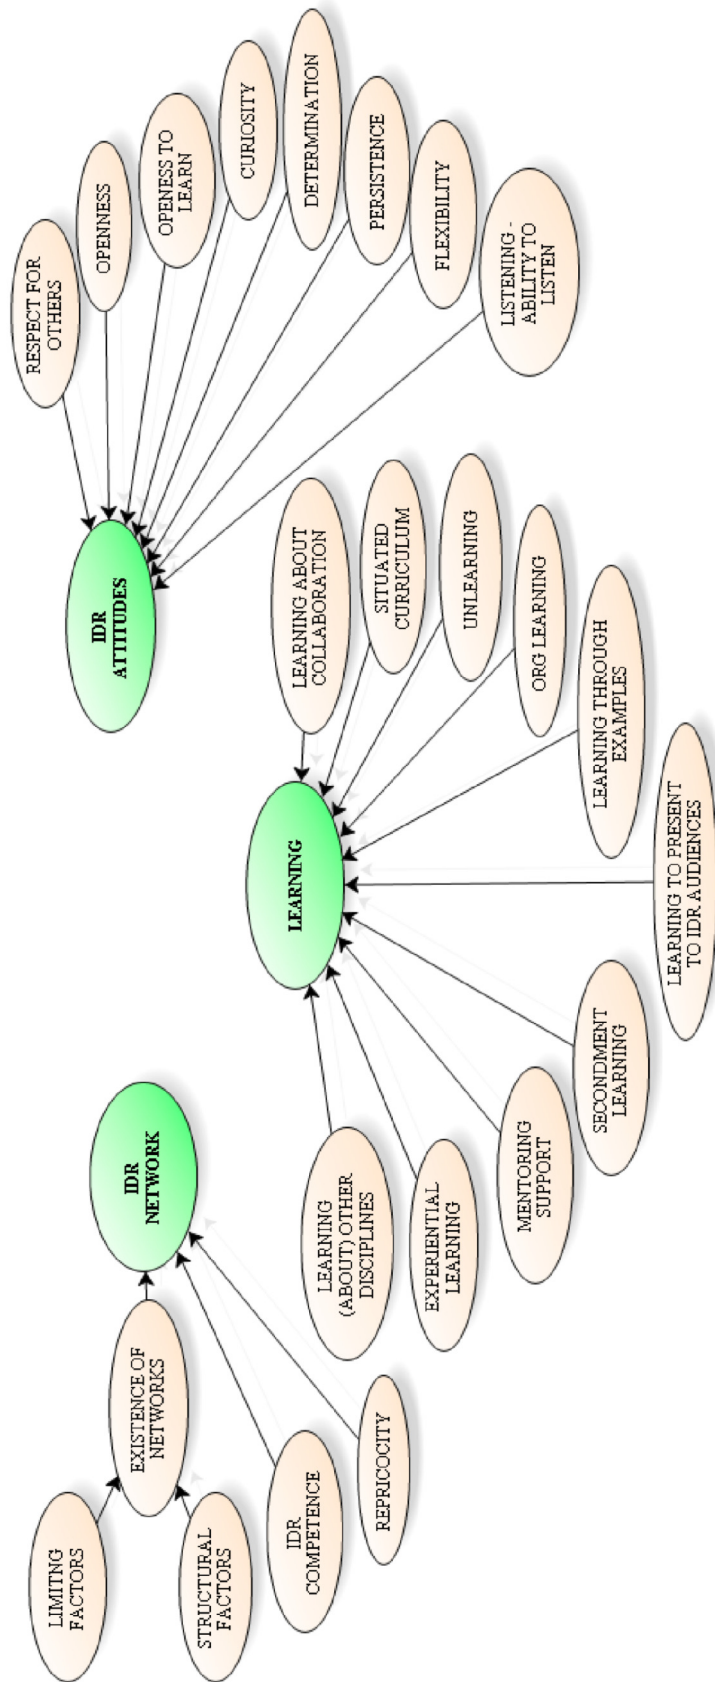 LIMITNG
FACTORS
STRUCTURAL
FACTORS
EXISTENCE OF
NETWORKS
IDR
COMPETENCE
REPRICOCITY
IDR
NETWORK
LEARNING
(ABOUT) OTHER
DISCIPLINES
EXPERIENTIAL
LEARNING
MENTORING
SUPPORT
SECONDMENT
LEARNING
LEARNING TO PRESENT
TO IDR AUDIENCES
LEARNING THROUGH
EXAMPLES
ORG LEARNING
UNLEARNING
SITUATED
CURRICULUM
LEARNING ABOUT
COLLABORATION
LEARNING
IDR
ATTITUDES
RESPECT FOR
OTHERS
OPENNESS
OPENESS TO
LEARN
CURIOSITY
DETERMINATION
PERSISTENCE
FLEXIBILITY
LISTENING -
ABILITY TO
LISTEN